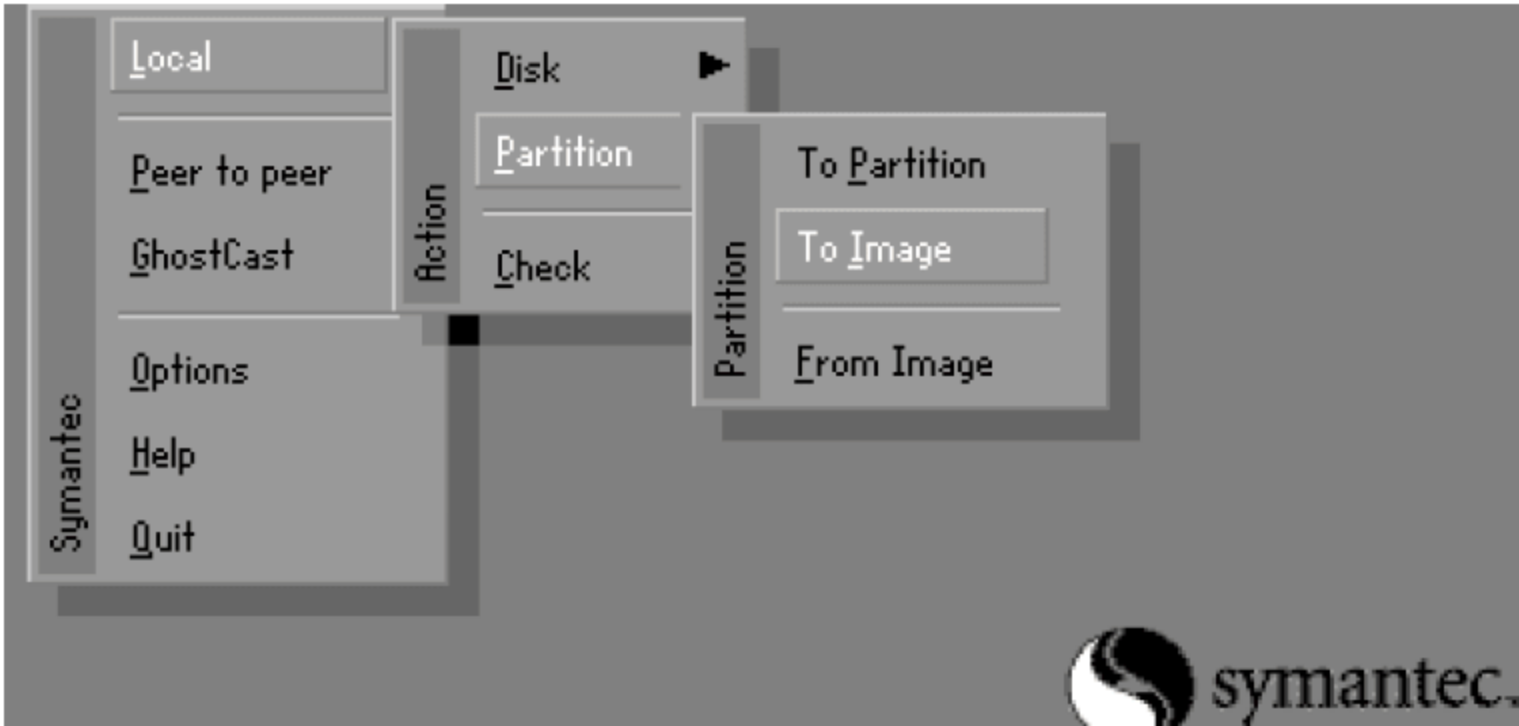 Local
Peer to peer
GhostCast
Options
Help
Quit
Symantec
Disk
Partition
Check
Action
To Partition
To Image
From Image
Partition
symantec.